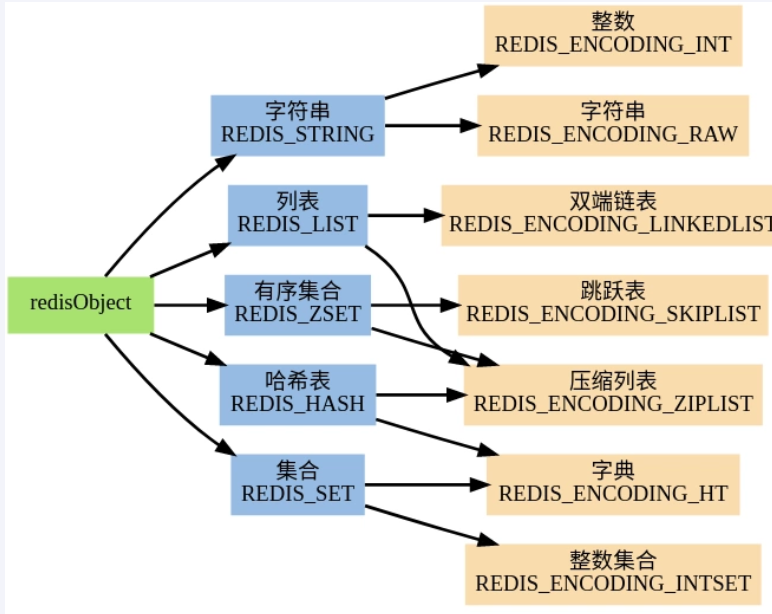 整数
REDIS_ENCODING_INT
字符串
REDIS_STRING
字符串
REDIS_ENCODING_RAW
列表
REDIS_LIST
双端链表
REDIS_ENCODING_LINKEDLIST
redisObject
有序集合
REDIS_ZSET
跳跃表
REDIS_ENCODING_SKIPLIST
哈希表
REDIS_HASH
压缩列表
REDIS_ENCODING_ZIPLIST
集合
REDIS_SET
字典
REDIS_ENCODING_HT
整数集合
REDIS_ENCODING_INTSET